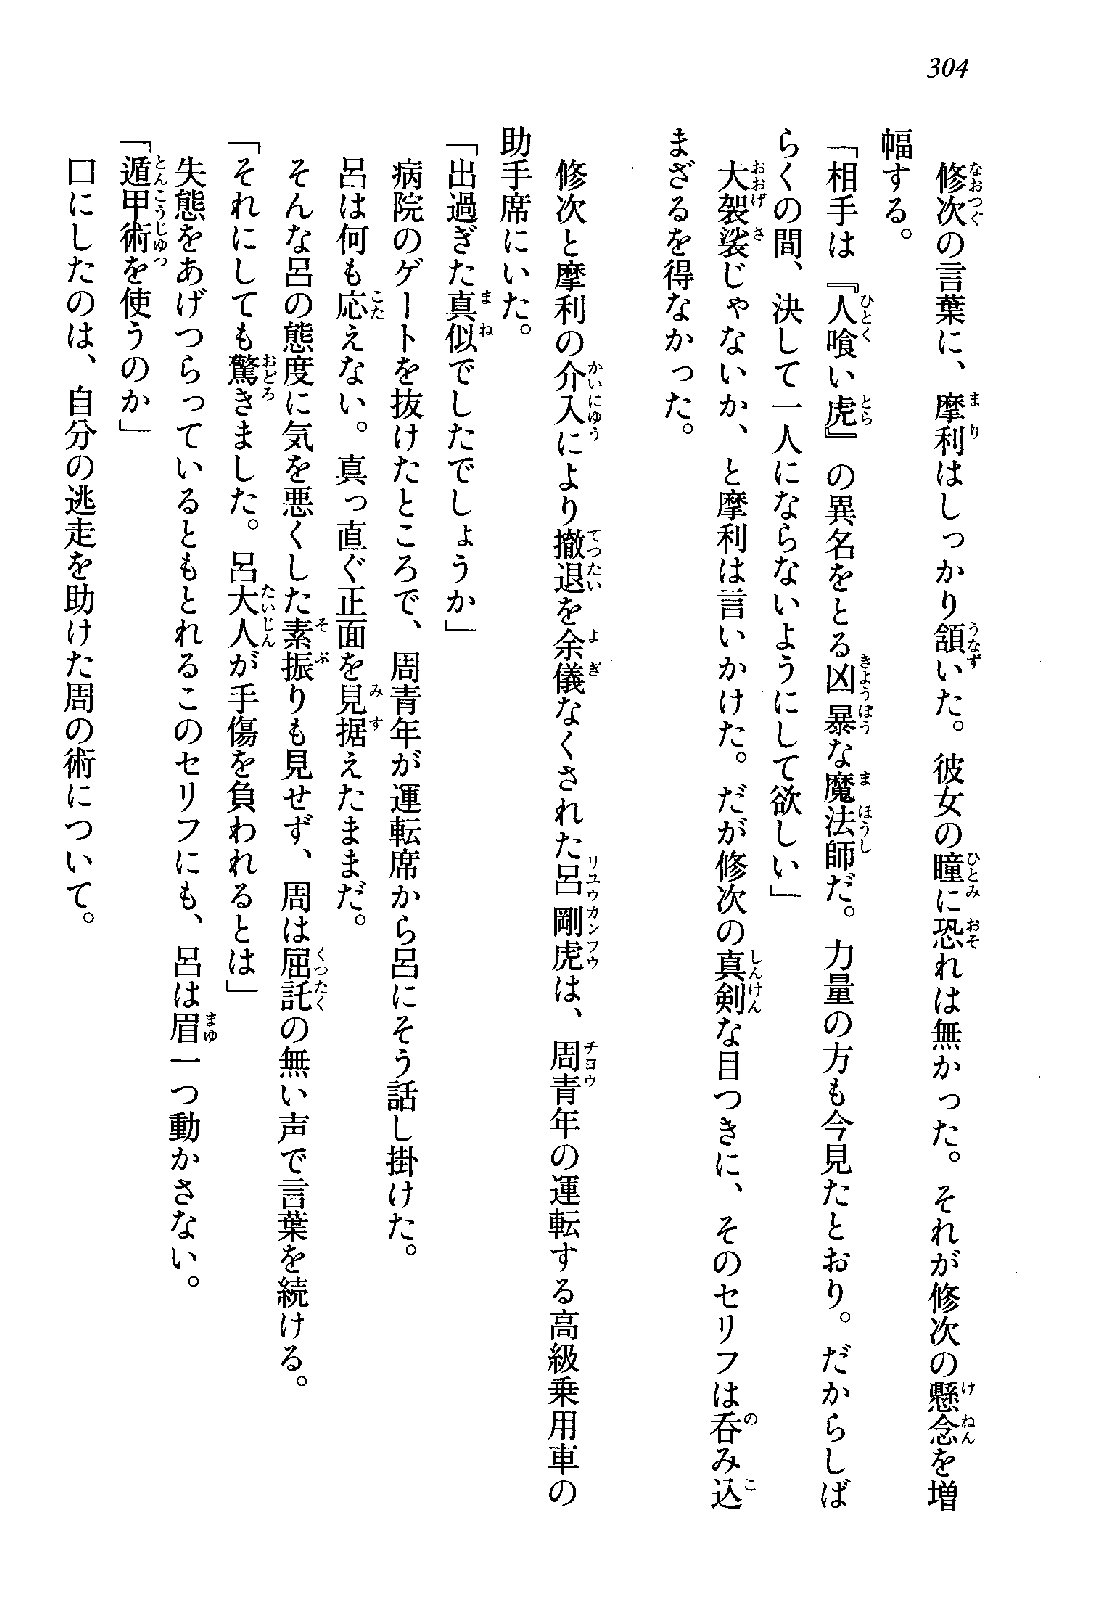 304
修次の言葉に、摩利はしっかり頷いた。彼女の瞳に恐れは無かった。それが修次の懸念を増
幅する。
「相手は『人喰い虎』の異名をとる凶暴な魔法師だ。力量の方も今見たとおり。だからしば
らくの間、決して一人にならないようにして欲しい」
大袈裟じゃないか、と摩利は言いかけた。だが修次の真剣な目つきに、そのセリフは呑み込
まざるを得なかった。
修次と摩利の介入により撤退を余儀なくされた呂剛虎は、周青年の運転する高級乗用車の
助手席にいた。
「出過ぎた真似でしたでしょうか」
病院のゲートを抜けたところで、周青年が運転席から呂にそう話し掛けた。
呂は何も応えない。真っ直ぐ正面を見据えたままだ。
そんな呂の態度に気を悪くした素振りも見せず、周は屈託の無い声で言葉を続ける。
「それにしても驚きました。呂大人が手傷を負われるとは」
失態をあげつらっているともとれるこのセリフにも、呂は眉一つ動かさない。
「遁甲術を使うのか」
口にしたのは、自分の逃走を助けた周の術について。